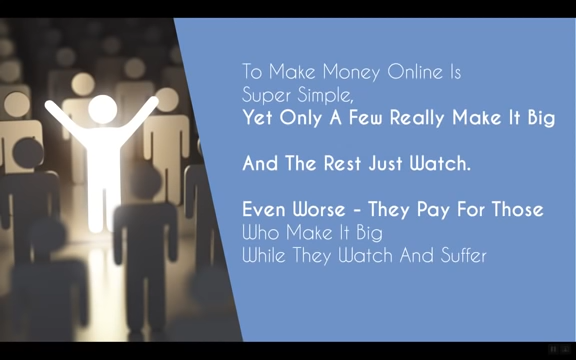 To Make Money Online Is
Super Simple,
Yet Only A Few Really Make It Big
And The Rest Just Watch.
Even Worse - They Pay For Those
Who Make It Big
While They Watch And Suffer